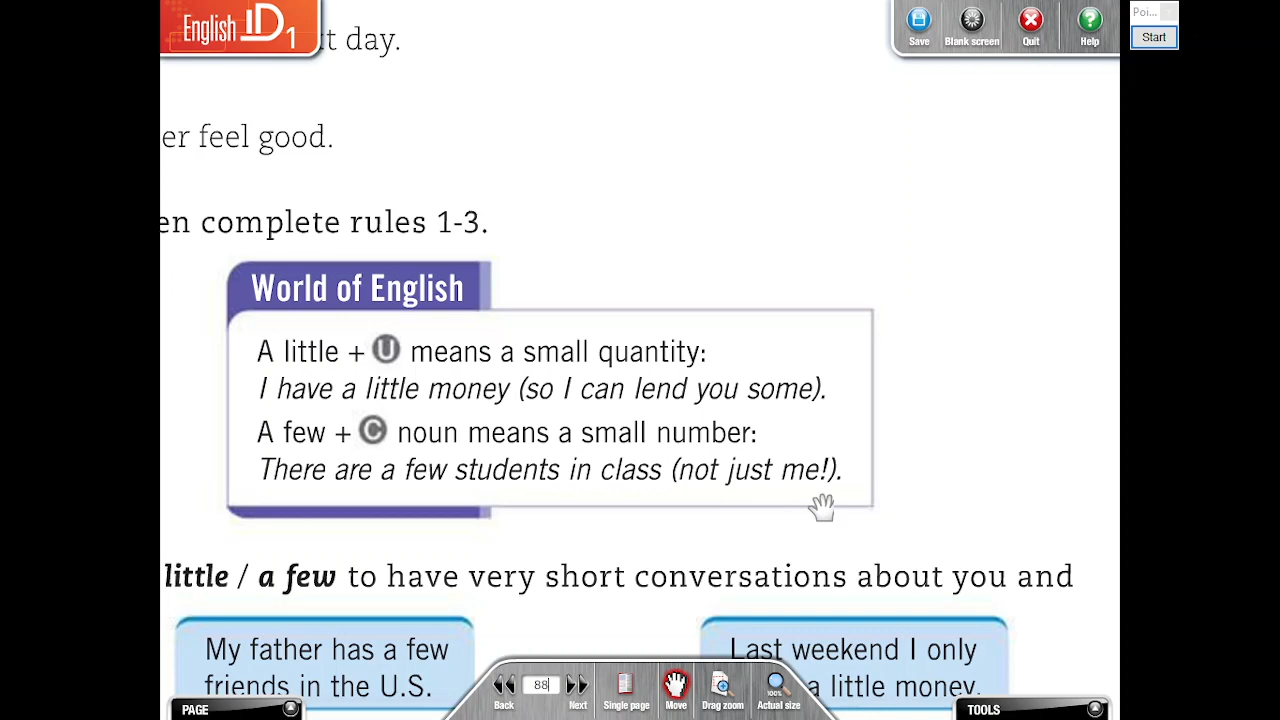 English ID 1
t day.
Save
Blank screen
Quit
Help
Poi...
x
Start
er feel good.
en complete rules 1-3.
World of English
A little + U means a small quantity:
I have a little money (so I can lend you some).
A few + C noun means a small number:
There are a few students in class (not just me!).
little / a few to have very short conversations about you and
My father has a few
friends in the U.S.
Last weekend I only
a little money.
88
Back
Next
Single page
Move
Drag zoom
100%
Actual size
PAGE
TOOLS